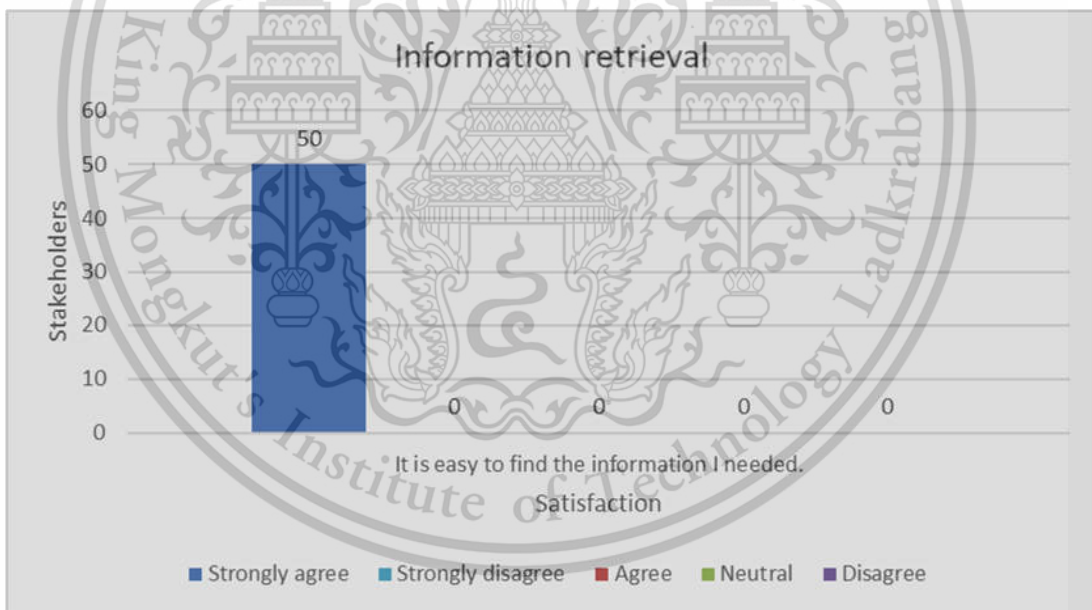 Information retrieval
60
50
50
40
30
20
10
0
0
0
0
0
Stakeholders
It is easy to find the information I needed.
Satisfaction
Strongly agree Strongly disagree Agree Neutral Disagree
King Mongkut's Institute of Technology Ladkrabang